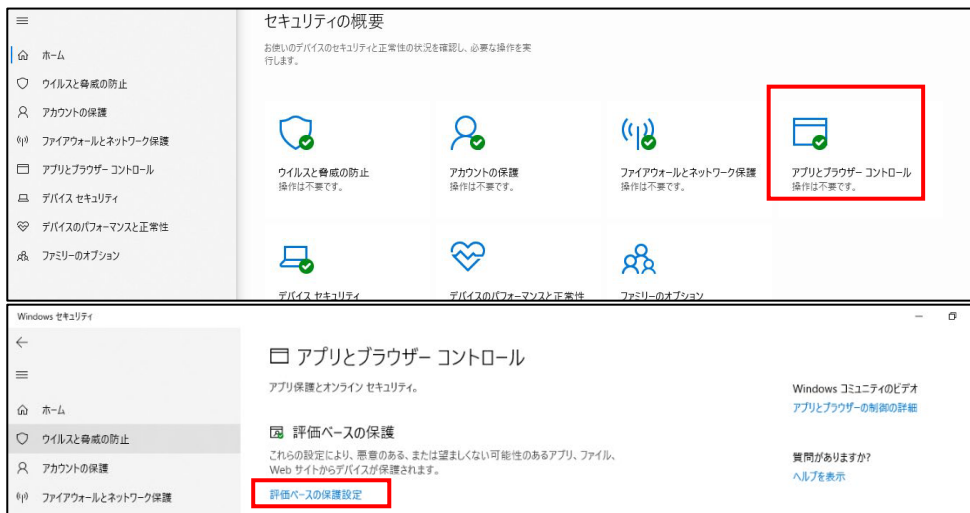 セキュリティの概要
お使いのデバイスのセキュリティと正常性の状況を確認し、必要な操作を実
行します。
ホーム
ウイルスと脅威の防止
アカウントの保護
ファイアウォールとネットワーク保護
アプリとブラウザー コントロール
デバイス セキュリティ
デバイスのパフォーマンスと正常性
ファミリーのオプション
ウイルスと脅威の防止
操作は不要です。
アカウントの保護
操作は不要です。
ファイアウォールとネットワーク保護
操作は不要です。
アプリとブラウザー コントロール
操作は不要です。
デバイス セキュリティ
デバイスのパフォーマンスと正常性
ファミリーのオプション
Windows セキュリティ
ホーム
ウイルスと脅威の防止
アカウントの保護
ファイアウォールとネットワーク保護
アプリとブラウザー コントロール
アプリ保護とオンライン セキュリティ。
評価ベースの保護
これらの設定により、悪意のある、または望ましくない可能性のあるアプリ、ファイル、
Web サイトからデバイスが保護されます。
評価ベースの保護設定
Windows コミュニティのビデオ
アプリとブラウザーの制御の詳細
質問がありますか?
ヘルプを表示